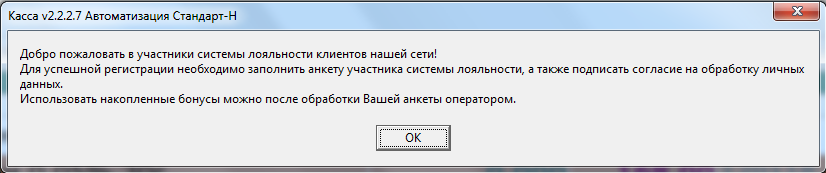 Касса v2.2.2.7 Автоматизация Стандарт-Н
Добро пожаловать в участники системы лояльности клиентов нашей сети!
Для успешной регистрации необходимо заполнить анкету участника системы лояльности, а также подписать согласие на обработку личных
данных.
Использовать накопленные бонусы можно после обработки Вашей анкеты оператором.
OK